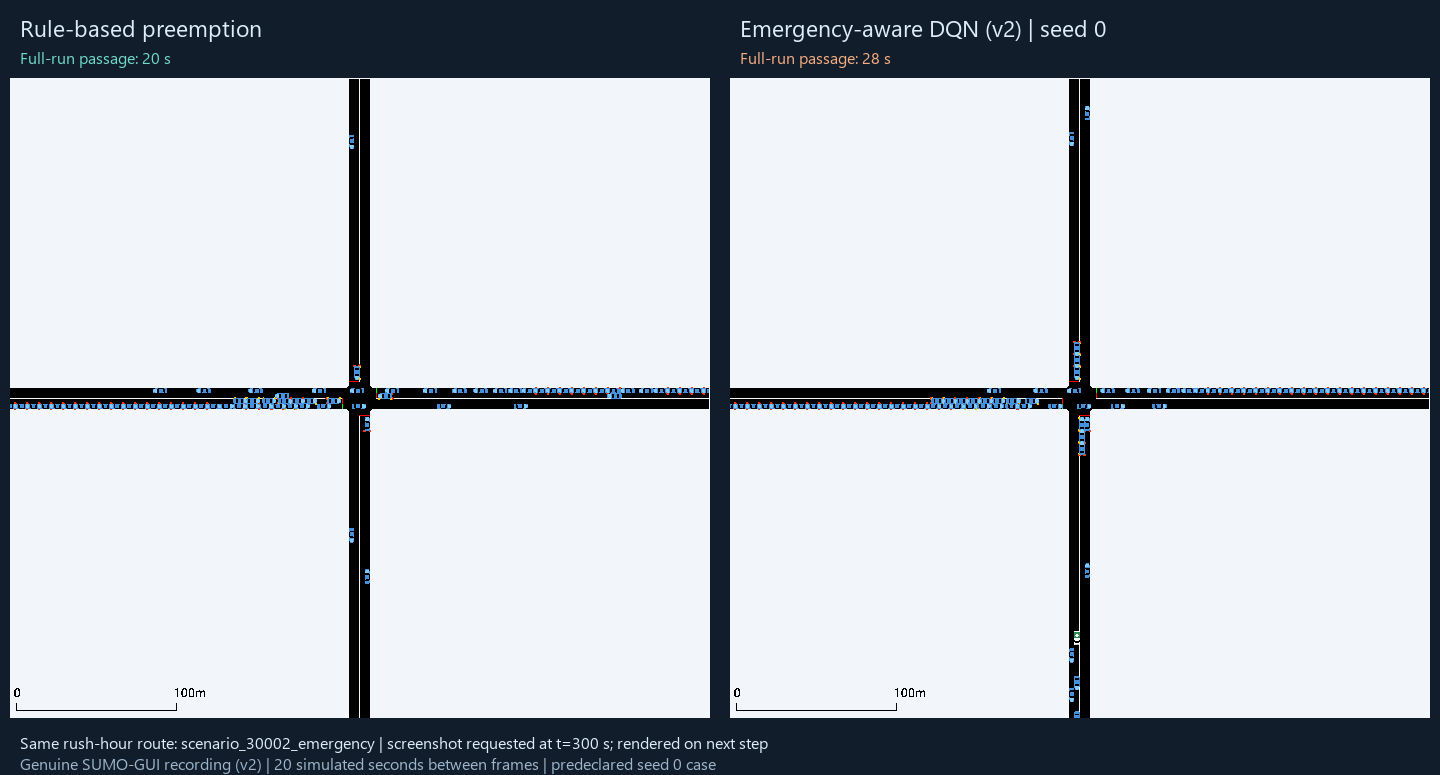 Rule-based preemption
Full-run passage: 20 s
Emergency-aware DQN (v2) | seed 0
Full-run passage: 28 s
0 100m
0 100m
Same rush-hour route: scenario_30002_emergency | screenshot requested at t=300 s; rendered on next step
Genuine SUMO-GUI recording (v2) | 20 simulated seconds between frames | predeclared seed 0 case